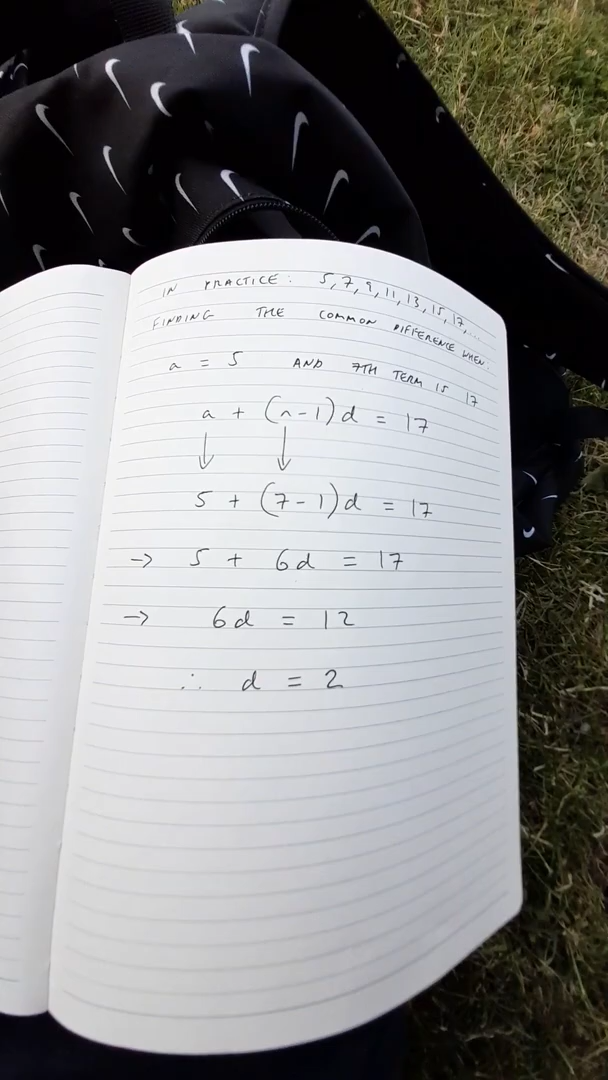 IN PRACTICE: 5, 7, 9, 11, 13, 15, 17, ...
FINDING THE COMMON DIFFERENCE WHEN:
a = 5 AND 7TH TERM IS 17
a + (n-1)d = 17
↓ ↓
5 + (7-1)d = 17
→ 5 + 6d = 17
→ 6d = 12
∴ d = 2